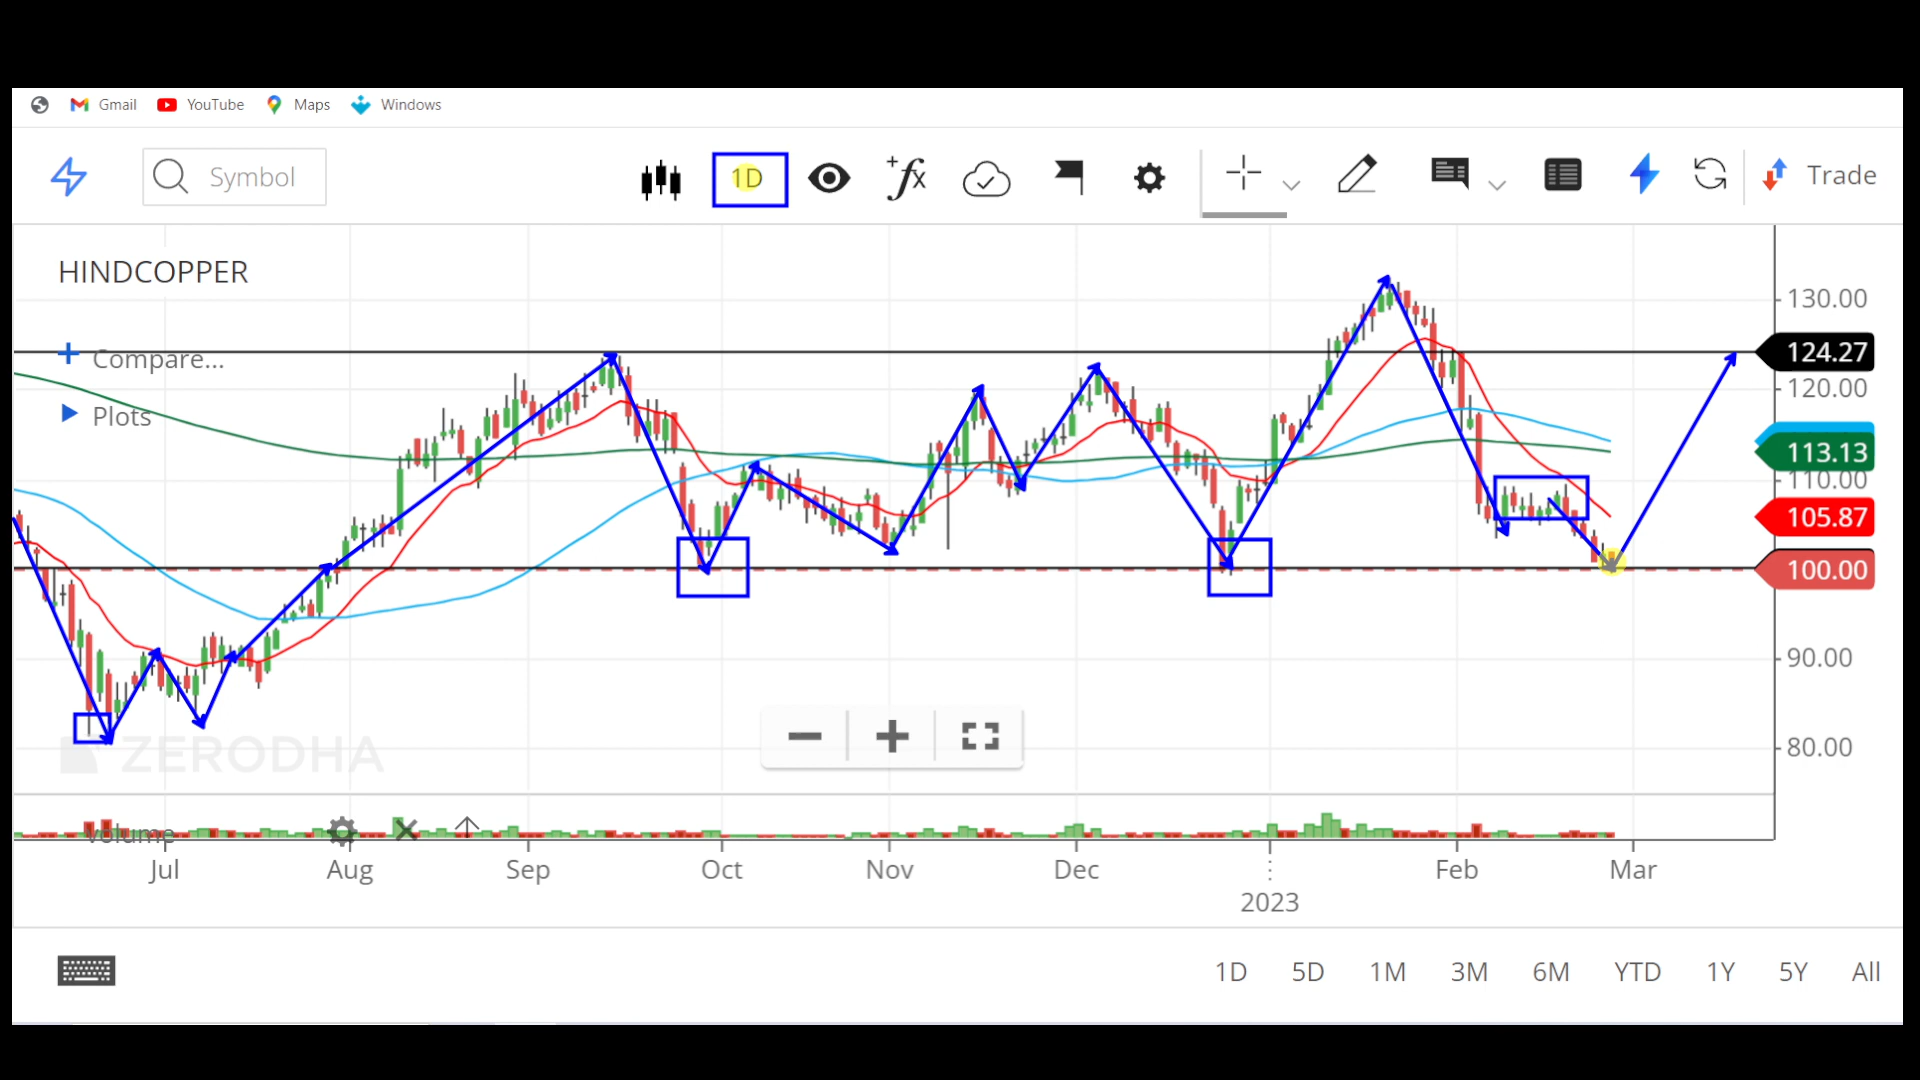 Gmail YouTube Maps Windows
Symbol 1D Trade
HINDCOPPER
Compare...
Plots
130.00
124.27
120.00
113.13
110.00
105.87
100.00
90.00
80.00
ZERODHA
Volume
Jul Aug Sep Oct Nov Dec Feb Mar
2023
1D 5D 1M 3M 6M YTD 1Y 5Y All